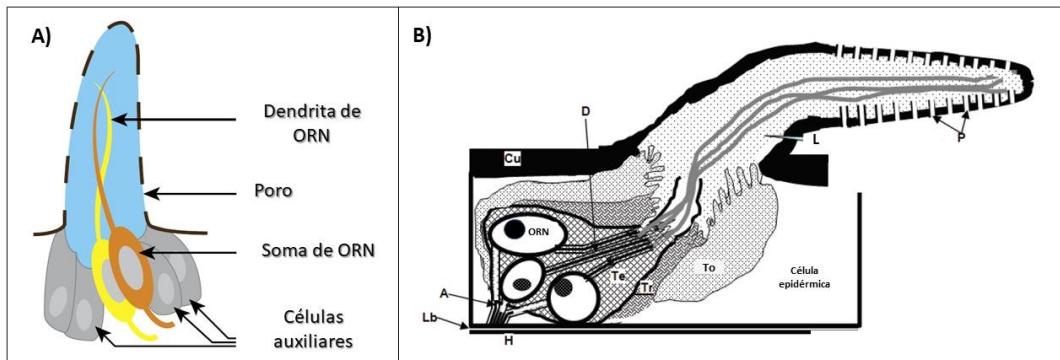 A)
Dendrita de
ORN
Poro
Soma de ORN
Células
auxiliares
B)
D
P
L
Cu
ORN
To
Te
Tr
Célula
epidérmica
A
Lb
H